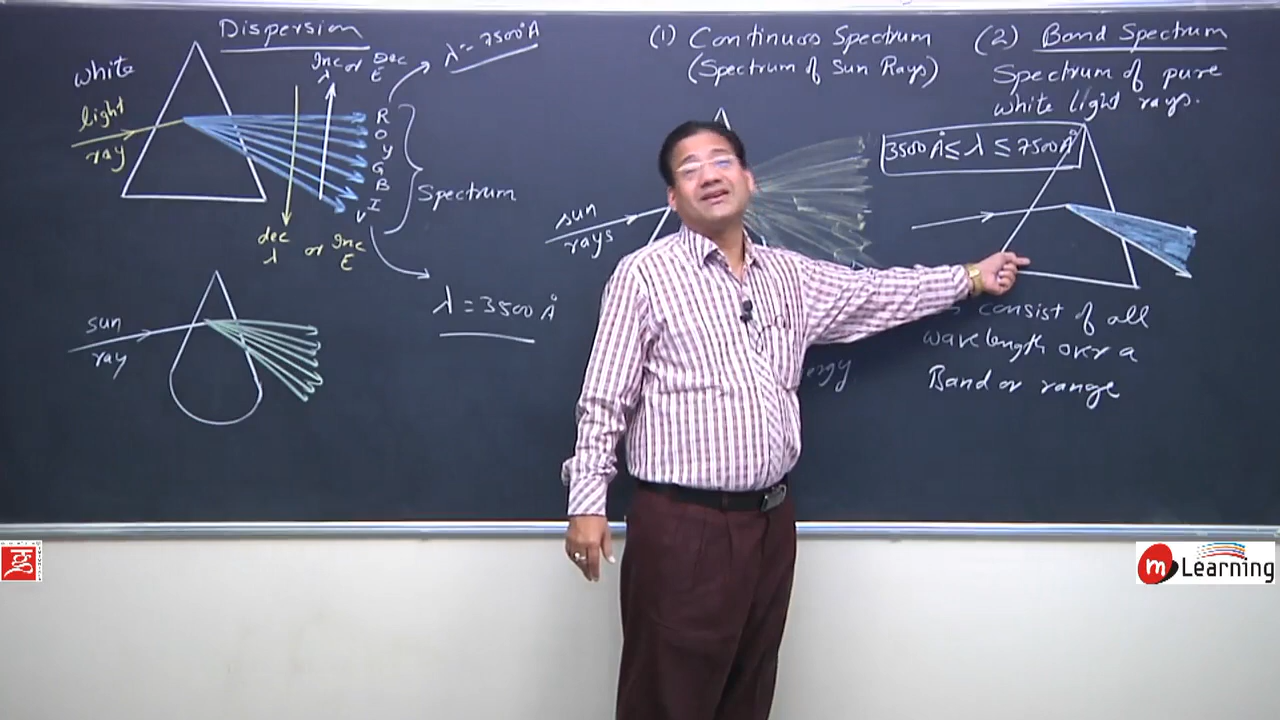 Dispersion
white
light
ray
Inc or Dec
λ E
λ = 7500 Å
R
O
Y
G
B
I
V
Spectrum
dec or Inc
λ E
λ = 3500 Å
sun
ray
(1) Continuos Spectrum
(Spectrum of Sun Rays)
sun
rays
(2) Band Spectrum
Spectrum of pure
white light rays.
3500 Å ≤ λ ≤ 7500 Å
consist of all
wavelength over a
Band or range
m Learning